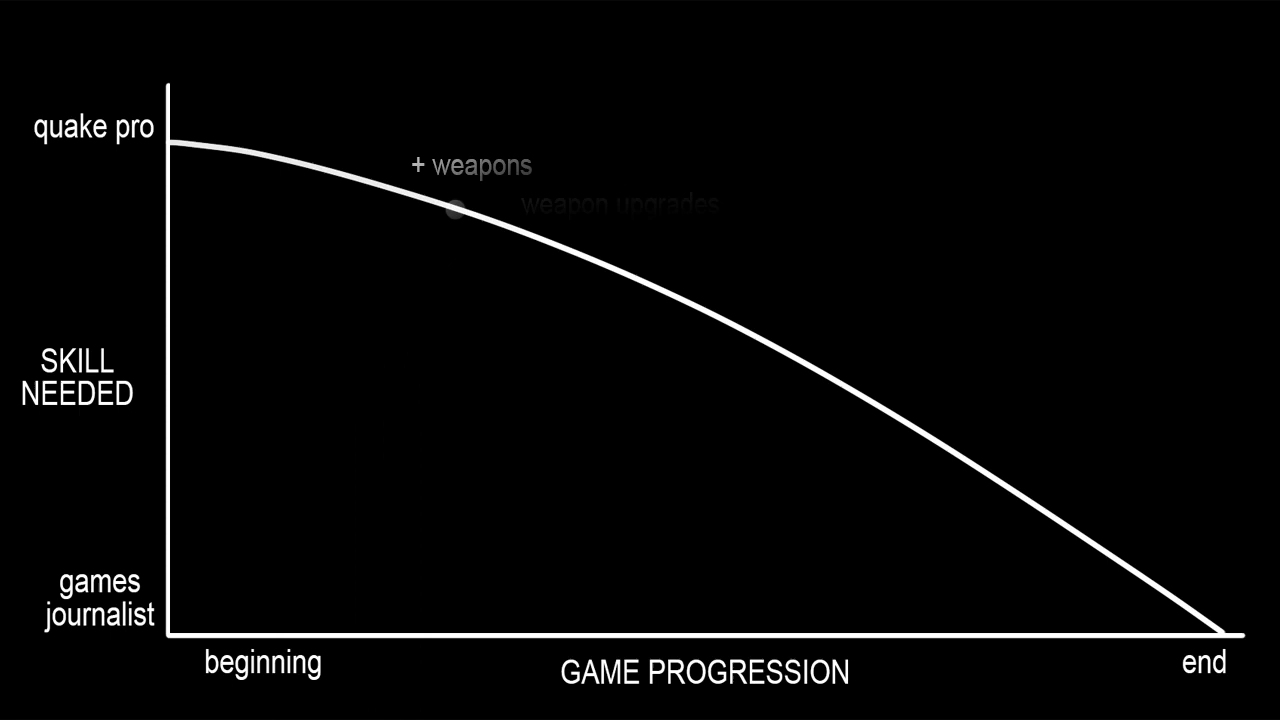 quake pro
+ weapons
weapon upgrades
SKILL
NEEDED
games
journalist
beginning
GAME PROGRESSION
end